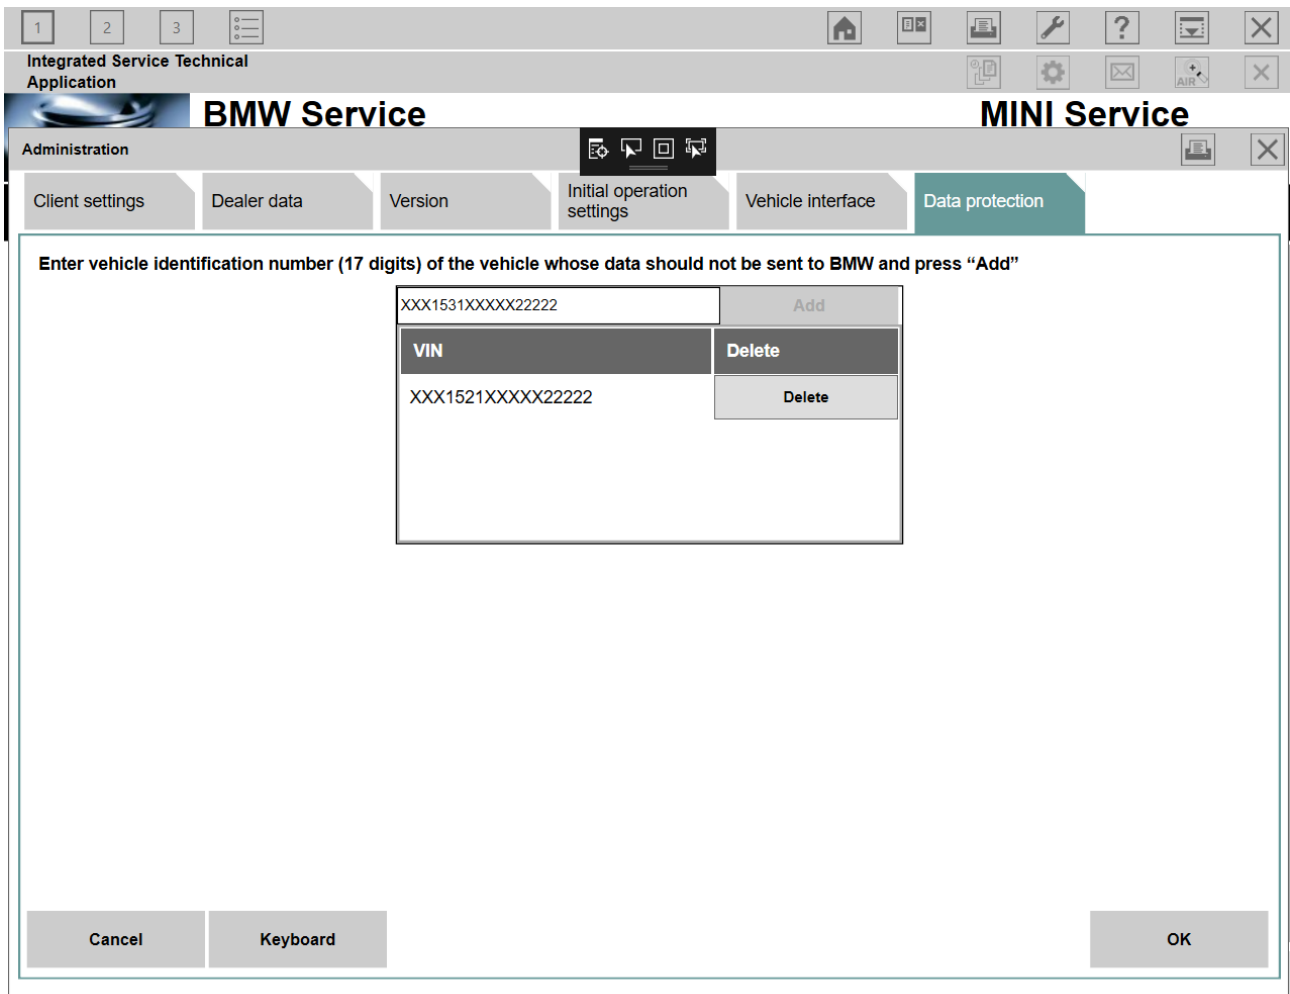 1 2 3 ?
Integrated Service Technical
Application
AIR
BMW Service MINI Service
Administration
Client settings Dealer data Version Initial operation settings Vehicle interface Data protection
Enter vehicle identification number (17 digits) of the vehicle whose data should not be sent to BMW and press “Add”
XXX1531XXXXX22222 Add
VIN Delete
XXX1521XXXXX22222 Delete
Cancel Keyboard OK